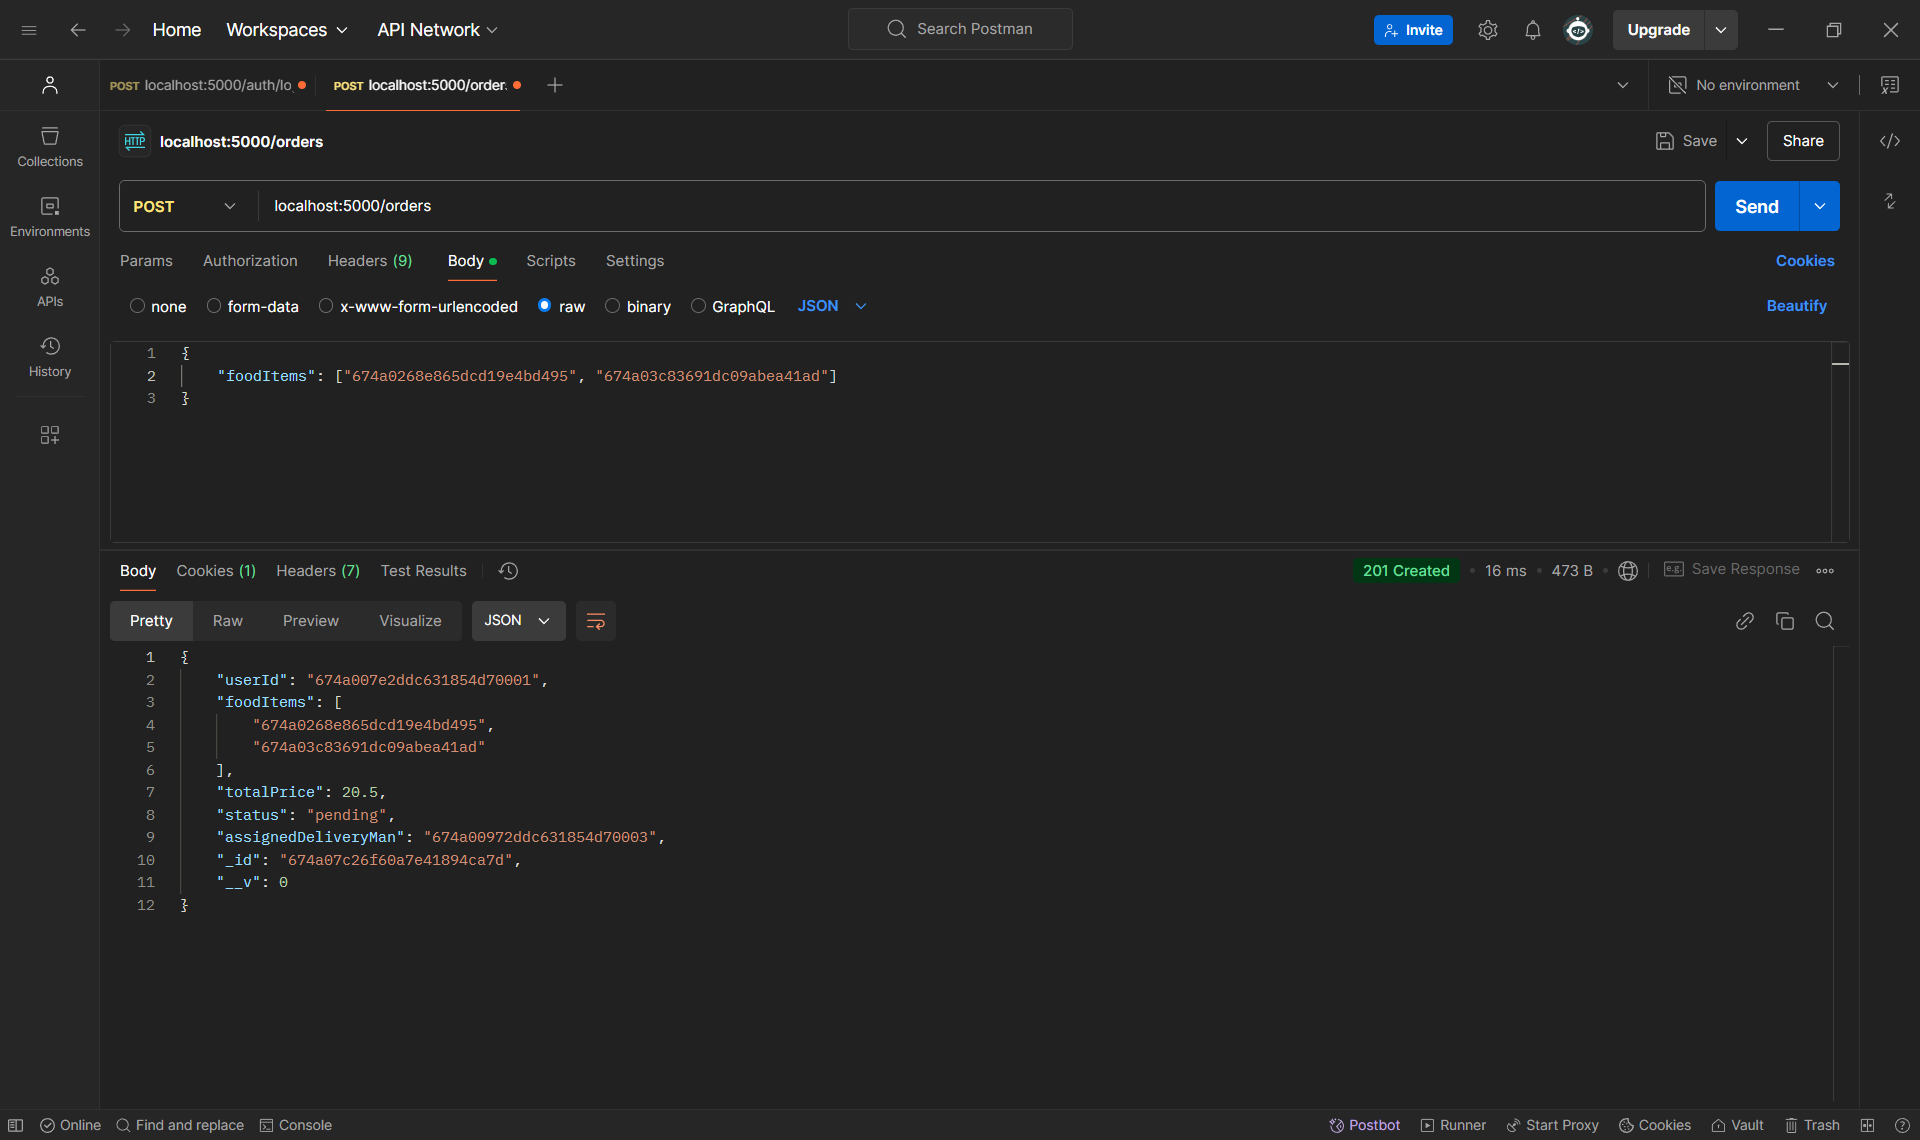 Home Workspaces API Network Search Postman Invite Upgrade
POST localhost:5000/auth/lo POST localhost:5000/order No environment
HTTP localhost:5000/orders Save Share
Collections
Environments
APIs
History
POST localhost:5000/orders Send
Params Authorization Headers (9) Body Scripts Settings Cookies
none form-data x-www-form-urlencoded raw binary GraphQL JSON Beautify
1 {
2 "foodItems": ["674a0268e865dcd19e4bd495", "674a03c83691dc09abea41ad"]
3 }
Body Cookies (1) Headers (7) Test Results 201 Created 16 ms 473 B e.g. Save Response
Pretty Raw Preview Visualize JSON
1 {
2 "userId": "674a007e2ddc631854d70001",
3 "foodItems": [
4 "674a0268e865dcd19e4bd495",
5 "674a03c83691dc09abea41ad"
6 ],
7 "totalPrice": 20.5,
8 "status": "pending",
9 "assignedDeliveryMan": "674a00972ddc631854d70003",
10 "_id": "674a07c26f60a7e41894ca7d",
11 "__v": 0
12 }
Online Find and replace Console Postbot Runner Start Proxy Cookies Vault Trash